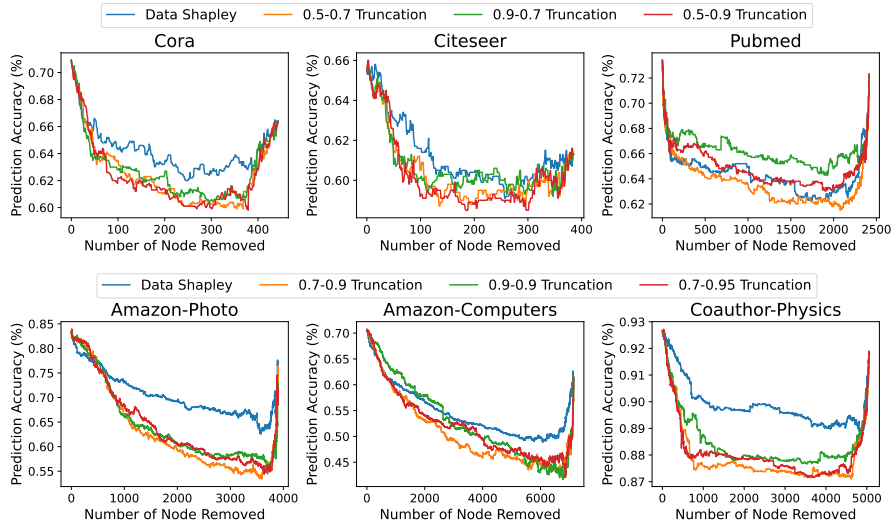 Data Shapley 0.5-0.7 Truncation 0.9-0.7 Truncation 0.5-0.9 Truncation
Cora Citeseer Pubmed
Prediction Accuracy (%)
0.70
0.68
0.66
0.64
0.62
0.60
0 100 200 300 400
Number of Node Removed
Prediction Accuracy (%)
0.66
0.64
0.62
0.60
0 100 200 300 400
Number of Node Removed
Prediction Accuracy (%)
0.72
0.70
0.68
0.66
0.64
0.62
0 500 1000 1500 2000 2500
Number of Node Removed
Data Shapley 0.7-0.9 Truncation 0.9-0.9 Truncation 0.7-0.95 Truncation
Amazon-Photo Amazon-Computers Coauthor-Physics
Prediction Accuracy (%)
0.85
0.80
0.75
0.70
0.65
0.60
0.55
0 1000 2000 3000 4000
Number of Node Removed
Prediction Accuracy (%)
0.70
0.65
0.60
0.55
0.50
0.45
0 2000 4000 6000
Number of Node Removed
Prediction Accuracy (%)
0.93
0.92
0.91
0.90
0.89
0.88
0.87
0 1000 2000 3000 4000 5000
Number of Node Removed